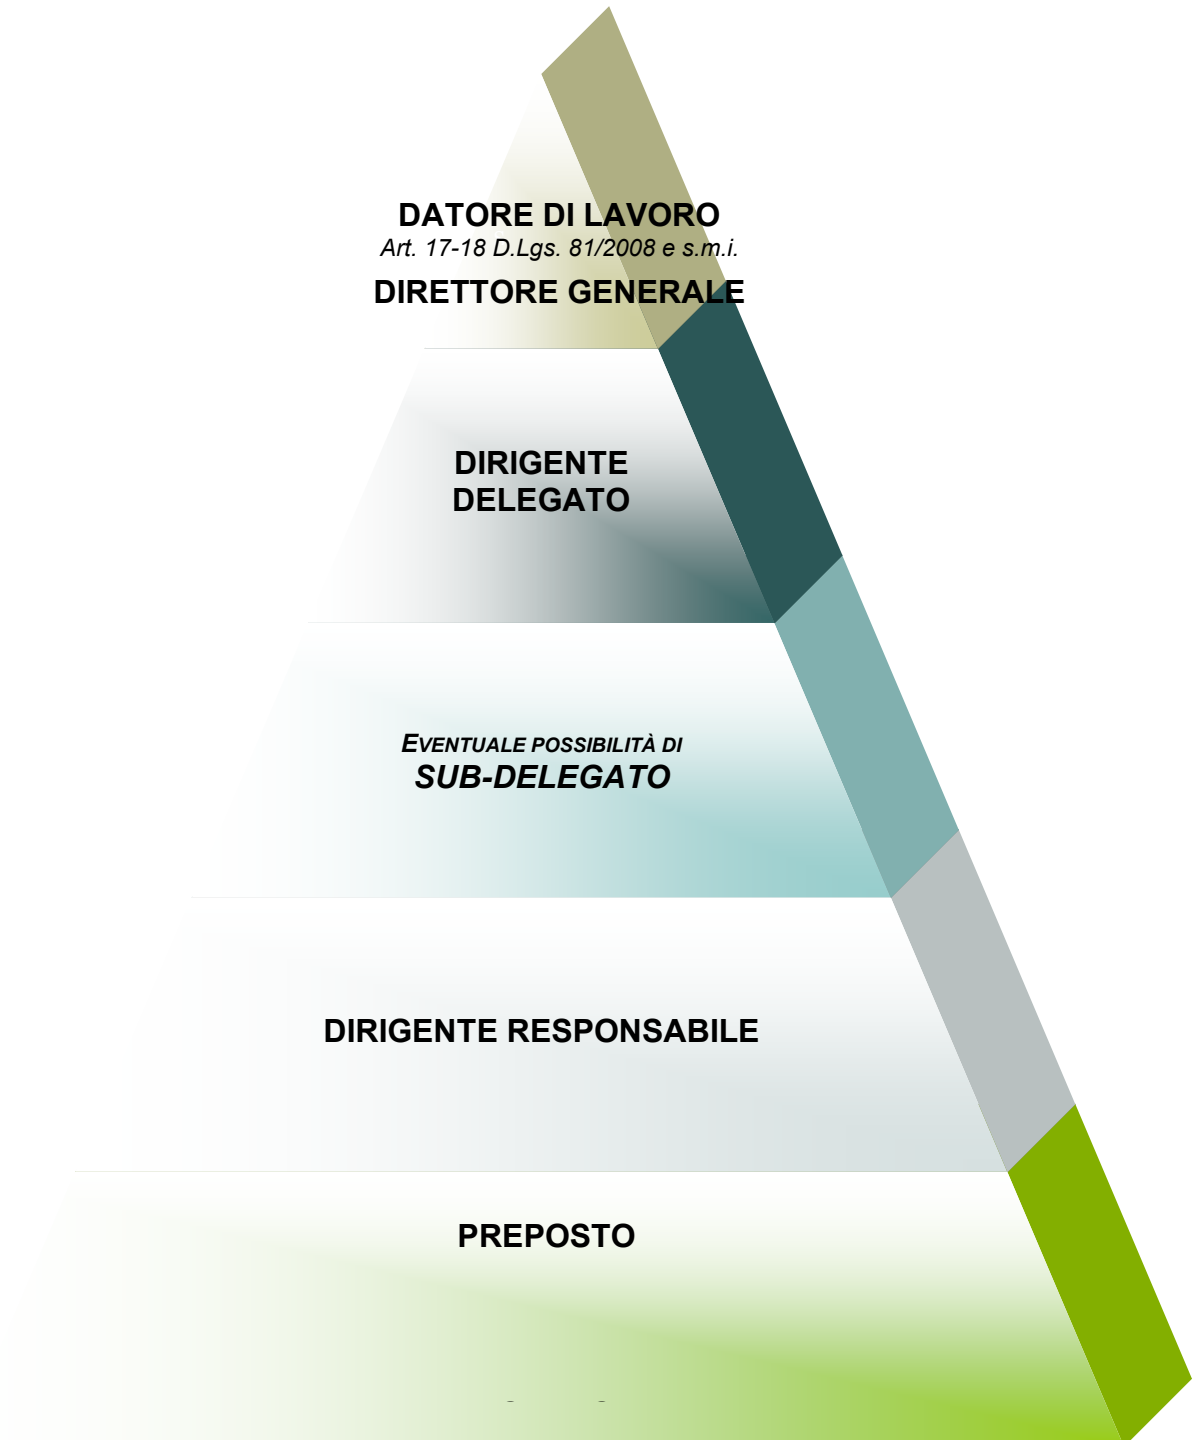 DATORE DI LAVORO
Art. 17-18 D.Lgs. 81/2008 e s.m.i.
DIRETTORE GENERALE
DIRIGENTE
DELEGATO
EVENTUALE POSSIBILITÀ DI
SUB-DELEGATO
DIRIGENTE RESPONSABILE
PREPOSTO